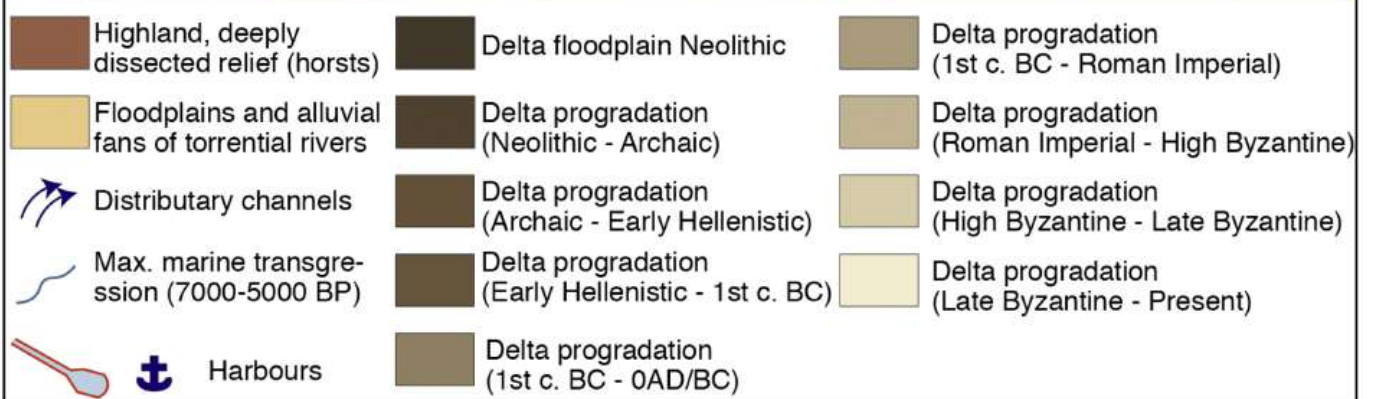 Highland, deeply
dissected relief (horsts)
Floodplains and alluvial
fans of torrential rivers
Distributary channels
Max. marine transgre-
ssion (7000-5000 BP)
Harbours
Delta floodplain Neolithic
Delta progradation
(Neolithic - Archaic)
Delta progradation
(Archaic - Early Hellenistic)
Delta progradation
(Early Hellenistic - 1st c. BC)
Delta progradation
(1st c. BC - 0AD/BC)
Delta progradation
(1st c. BC - Roman Imperial)
Delta progradation
(Roman Imperial - High Byzantine)
Delta progradation
(High Byzantine - Late Byzantine)
Delta progradation
(Late Byzantine - Present)